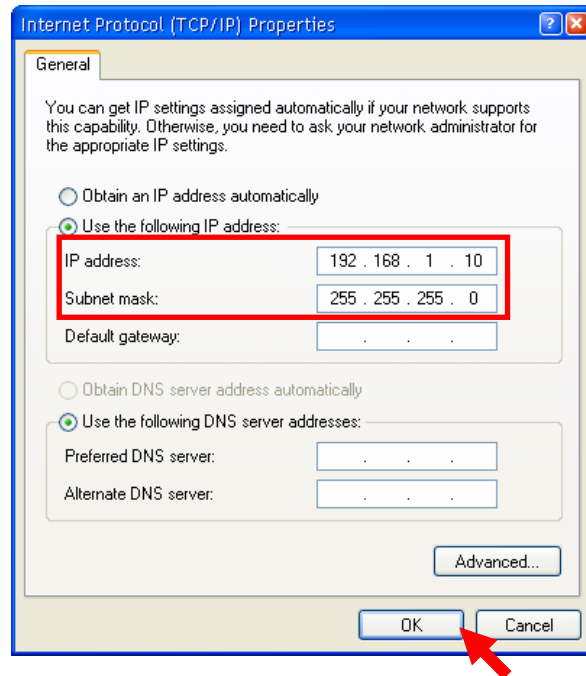 Internet Protocol (TCP/IP) Properties
General
You can get IP settings assigned automatically if your network supports
this capability. Otherwise, you need to ask your network administrator for
the appropriate IP settings.
Obtain an IP address automatically
Use the following IP address:
IP address: 192 . 168 . 1 . 10
Subnet mask: 255 . 255 . 255 . 0
Default gateway: . . .
Obtain DNS server address automatically
Use the following DNS server addresses:
Preferred DNS server: . . .
Alternate DNS server: . . .
Advanced...
OK Cancel